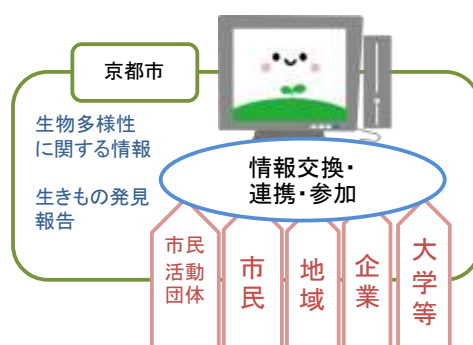 京都市
生物多様性
に関する情報
生きもの発見
報告
情報交換・
連携・参加
市民
活動
団体
市民
地域
企業
大学等